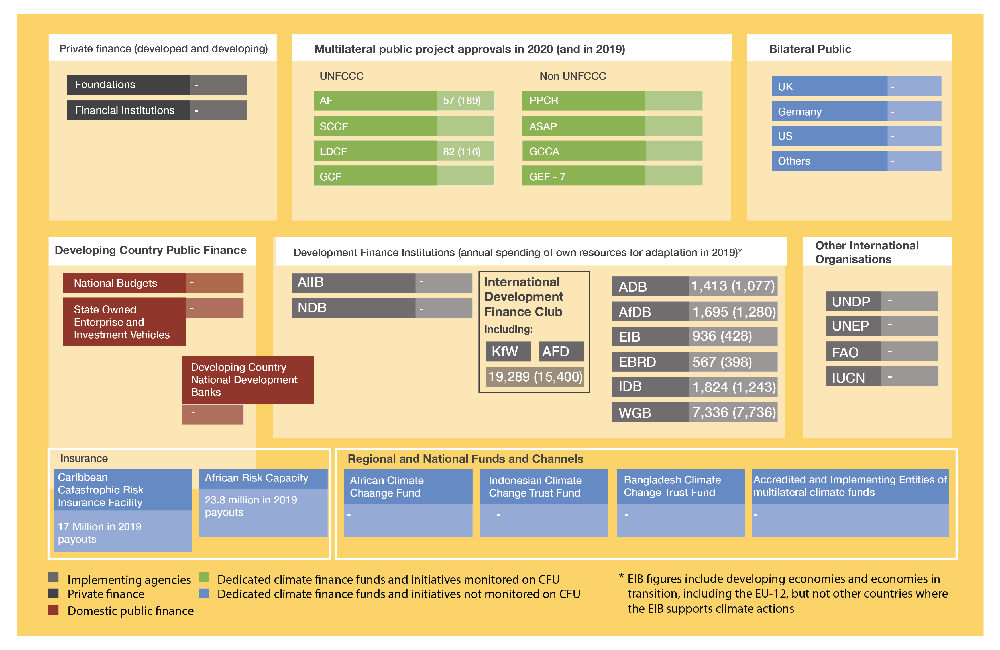 Private finance (developed and developing)
Foundations -
Financial Institutions -
Multilateral public project approvals in 2020 (and in 2019)
UNFCCC
AF 57 (189)
SCCF
LDCF 82 (116)
GCF
Non UNFCCC
PPCR
ASAP
GCCA
GEF - 7
Bilateral Public
UK -
Germany -
US -
Others -
Developing Country Public Finance
National Budgets -
State Owned -
Enterprise and
Investment Vehicles
Developing Country
National Development
Banks
-
Development Finance Institutions (annual spending of own resources for adaptation in 2019)*
AIIB -
NDB -
International
Development
Finance Club
Including:
KfW AFD
19,289 (15,400)
ADB 1,413 (1,077)
AfDB 1,695 (1,280)
EIB 936 (428)
EBRD 567 (398)
IDB 1,824 (1,243)
WGB 7,336 (7,736)
Other International
Organisations
UNDP -
UNEP -
FAO -
IUCN -
Insurance
Caribbean
Catastrophic Risk
Insurance Facility
17 Million in 2019
payouts
African Risk Capacity
23.8 million in 2019
payouts
Regional and National Funds and Channels
African Climate
Chaange Fund
-
Indonesian Climate
Change Trust Fund
-
Bangladesh Climate
Change Trust Fund
-
Accredited and Implementing Entities of
multilateral climate funds
-
Implementing agencies
Private finance
Domestic public finance
Dedicated climate finance funds and initiatives monitored on CFU
Dedicated climate finance funds and initiatives not monitored on CFU
* EIB figures include developing economies and economies in
transition, including the EU-12, but not other countries where
the EIB supports climate actions